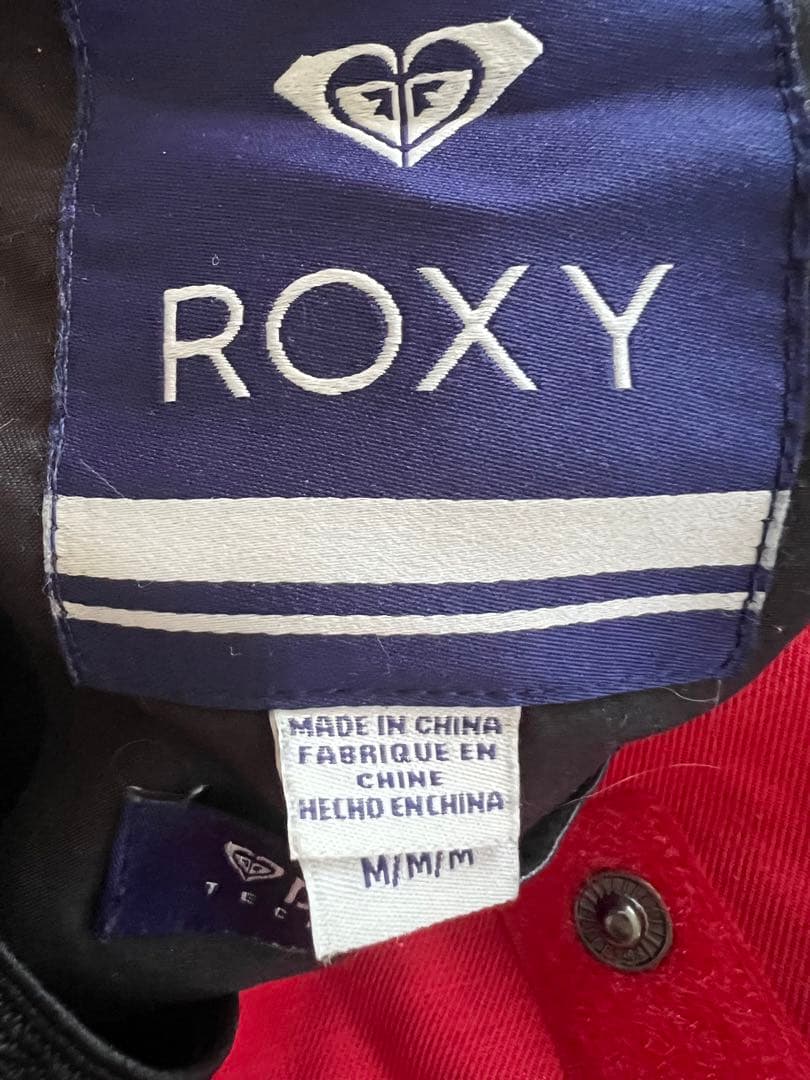 ROXY
MADE IN CHINA
FABRIQUE EN
CHINE
HECHO EN CHINA
M/M/M